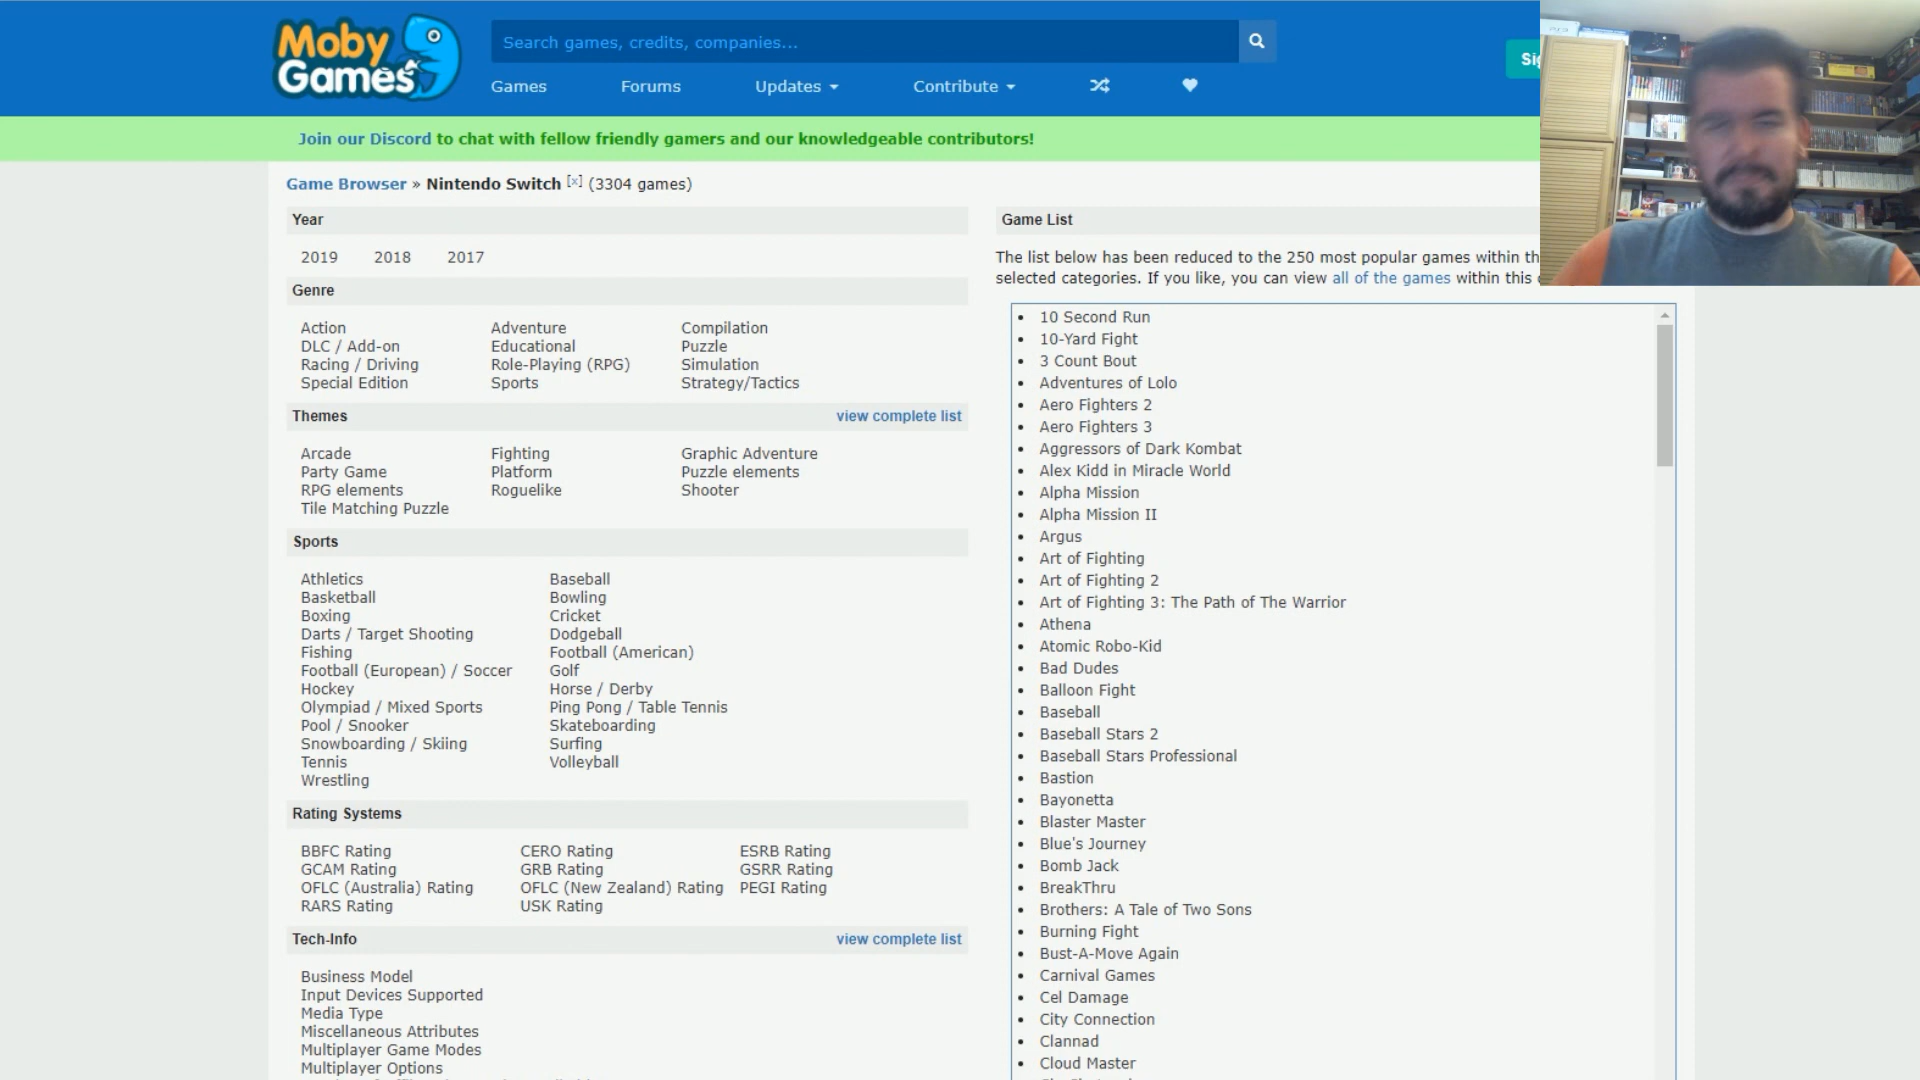 Moby
Games
Search games, credits, companies...
Games Forums Updates Contribute
Join our Discord to chat with fellow friendly gamers and our knowledgeable contributors!
Game Browser » Nintendo Switch [x] (3304 games)
Year
2019 2018 2017
Genre
Action Adventure Compilation
DLC / Add-on Educational Puzzle
Racing / Driving Role-Playing (RPG) Simulation
Special Edition Sports Strategy/Tactics
Themes view complete list
Arcade Fighting Graphic Adventure
Party Game Platform Puzzle elements
RPG elements Roguelike Shooter
Tile Matching Puzzle
Sports
Athletics Baseball
Basketball Bowling
Boxing Cricket
Darts / Target Shooting Dodgeball
Fishing Football (American)
Football (European) / Soccer Golf
Hockey Horse / Derby
Olympiad / Mixed Sports Ping Pong / Table Tennis
Pool / Snooker Skateboarding
Snowboarding / Skiing Surfing
Tennis Volleyball
Wrestling
Rating Systems
BBFC Rating CERO Rating ESRB Rating
GCAM Rating GRB Rating GSRR Rating
OFLC (Australia) Rating OFLC (New Zealand) Rating PEGI Rating
RARS Rating USK Rating
Tech-Info view complete list
Business Model
Input Devices Supported
Media Type
Miscellaneous Attributes
Multiplayer Game Modes
Multiplayer Options
Game List
The list below has been reduced to the 250 most popular games within
selected categories. If you like, you can view all of the games within this
10 Second Run
10-Yard Fight
3 Count Bout
Adventures of Lolo
Aero Fighters 2
Aero Fighters 3
Aggressors of Dark Kombat
Alex Kidd in Miracle World
Alpha Mission
Alpha Mission II
Argus
Art of Fighting
Art of Fighting 2
Art of Fighting 3: The Path of The Warrior
Athena
Atomic Robo-Kid
Bad Dudes
Balloon Fight
Baseball
Baseball Stars 2
Baseball Stars Professional
Bastion
Bayonetta
Blaster Master
Blue's Journey
Bomb Jack
BreakThru
Brothers: A Tale of Two Sons
Burning Fight
Bust-A-Move Again
Carnival Games
Cel Damage
City Connection
Clannad
Cloud Master